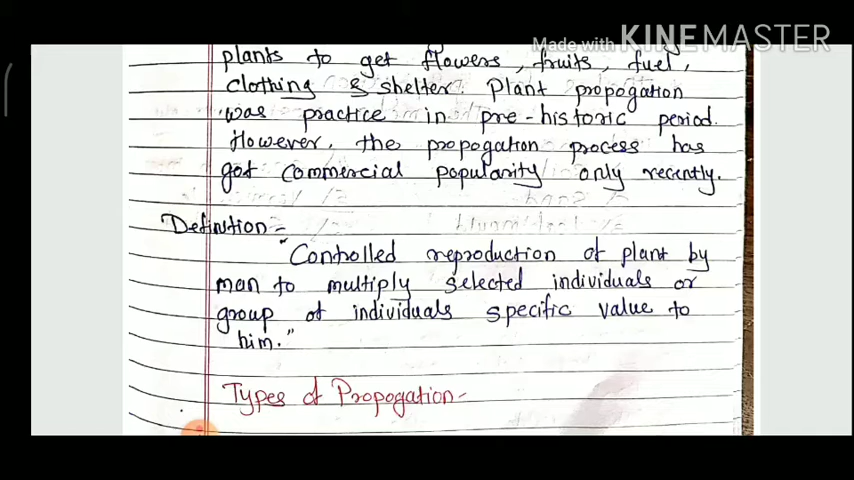 Made with KINEMASTER
plants to get flowers, fruits, fuel,
clothing & shelter. Plant propogation
was practice in pre-historic period.
However, the propogation process has
got commercial popularity only recently.
Definition -
"Controlled reproduction of plant by
man to multiply selected individuals or
group of individuals specific value to
him."
Types of Propogation-